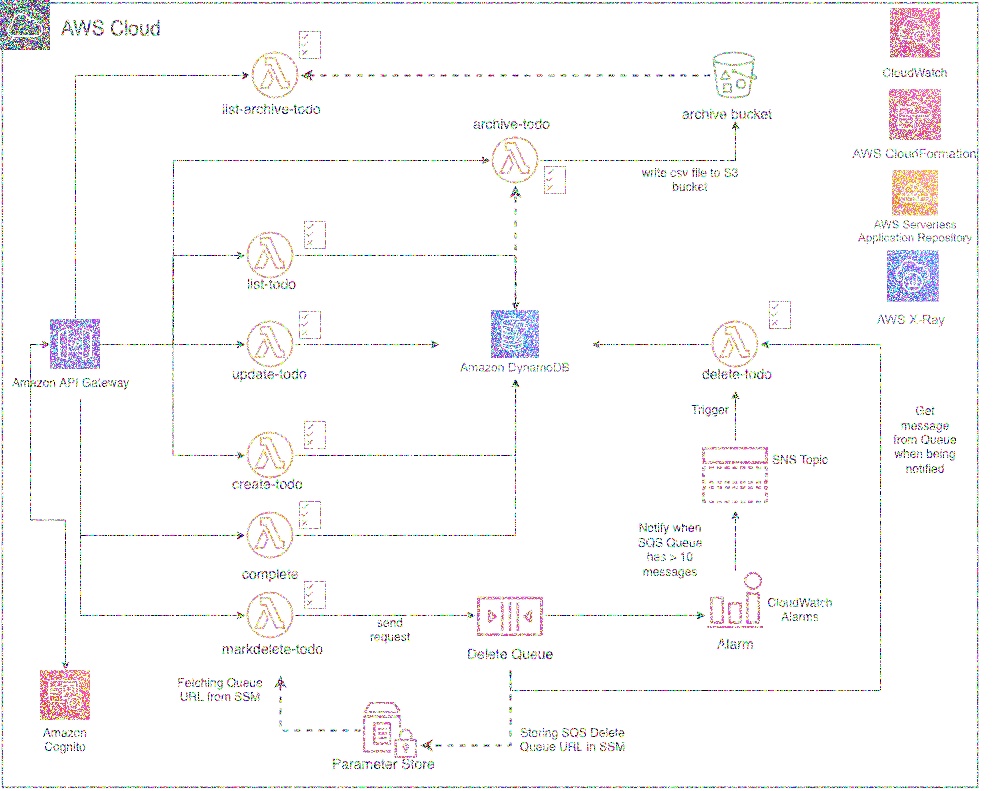 AWS Cloud
CloudWatch
list-archive-todo
archive bucket
archive-todo
AWS CloudFormation
write csv file to S3
bucket
AWS Serverless
Application Repository
list-todo
AWS X-Ray
Amazon API Gateway
update-todo
Amazon DynamoDB
delete-todo
Trigger
Get
message
from Queue
when being
notified
SNS Topic
create-todo
Notify when
SQS Queue
has > 10
messages
complete
CloudWatch
Alarms
send
request
markdelete-todo
Delete Queue
Alarm
Fetching Queue
URL from SSM
Amazon
Cognito
Storing SQS Delete
Queue URL in SSM
Parameter Store